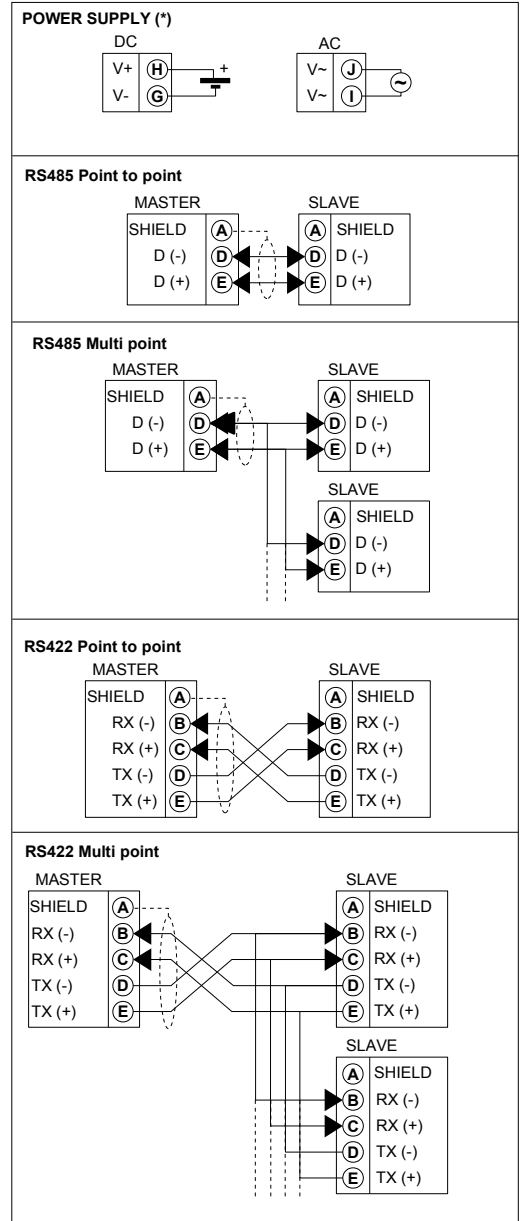 POWER SUPPLY (*)
DC AC
V+ H + V~ J
V- G V~ I
RS485 Point to point
MASTER SLAVE
SHIELD A A SHIELD
D (-) D D D (-)
D (+) E E D (+)
RS485 Multi point
MASTER SLAVE
SHIELD A A SHIELD
D (-) D D D (-)
D (+) E E D (+)
SLAVE
A SHIELD
D D (-)
E D (+)
RS422 Point to point
MASTER SLAVE
SHIELD A A SHIELD
RX (-) B B RX (-)
RX (+) C C RX (+)
TX (-) D D TX (-)
TX (+) E E TX (+)
RS422 Multi point
MASTER SLAVE
SHIELD A A SHIELD
RX (-) B B RX (-)
RX (+) C C RX (+)
TX (-) D D TX (-)
TX (+) E E TX (+)
SLAVE
A SHIELD
B RX (-)
C RX (+)
D TX (-)
E TX (+)